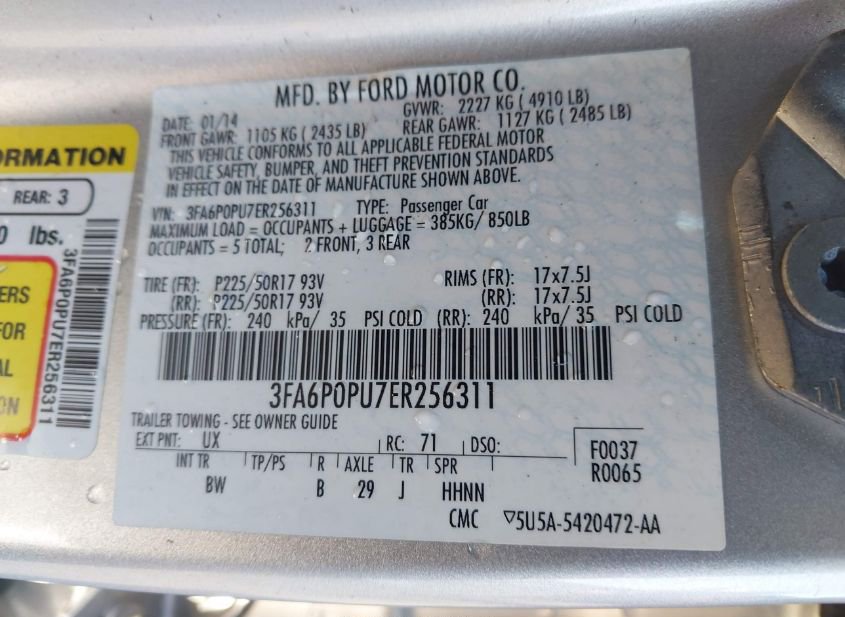 ORMATION
REAR: 3
0 lbs.
ERS
FOR
AL
ON
3FA6P0PU7ER256311
MFD. BY FORD MOTOR CO.
DATE: 01/14 GVWR: 2227 KG ( 4910 LB)
FRONT GAWR: 1105 KG ( 2435 LB) REAR GAWR: 1127 KG ( 2485 LB)
THIS VEHICLE CONFORMS TO ALL APPLICABLE FEDERAL MOTOR
VEHICLE SAFETY, BUMPER, AND THEFT PREVENTION STANDARDS
IN EFFECT ON THE DATE OF MANUFACTURE SHOWN ABOVE.
VIN: 3FA6P0PU7ER256311 TYPE: Passenger Car
MAXIMUM LOAD = OCCUPANTS + LUGGAGE = 385KG/ 850LB
OCCUPANTS = 5 TOTAL; 2 FRONT, 3 REAR
TIRE (FR): P225/50R17 93V RIMS (FR): 17x7.5J
(RR): P225/50R17 93V (RR): 17x7.5J
PRESSURE (FR): 240 kPa/ 35 PSI COLD (RR): 240 kPa/ 35 PSI COLD
3FA6P0PU7ER256311
TRAILER TOWING - SEE OWNER GUIDE
EXT PNT: UX RC: 71 DSO: F0037
R0065
INT TR TP/PS R AXLE TR SPR
BW B 29 J HHNN
CMC ▽5U5A-5420472-AA